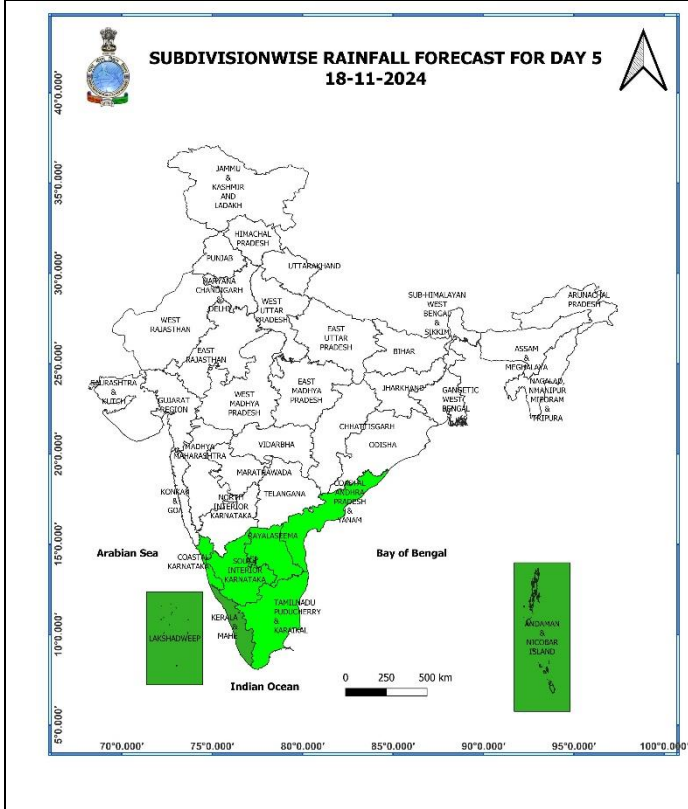 SUBDIVISIONWISE RAINFALL FORECAST FOR DAY 5
18-11-2024
40°0.000'
35°0.000'
30°0.000'
25°0.000'
20°0.000'
15°0.000'
10°0.000'
5°0.000'
JAMMU
&
KASHMIR
AND
LADAKH
HIMACHAL
PRADESH
PUNJAB
UTTARAKHAND
HARYANA
CHANDIGARH
&
DELHI
WEST
RAJASTHAN
WEST
UTTAR
PRADESH
EAST
UTTAR
PRADESH
SUB-HIMALAYAN
WEST
BENGAL
&
SIKKIM
ARUNACHAL
PRADESH
EAST
RAJASTHAN
BIHAR
ASSAM
&
MEGHALAYA
SAURASHTRA
&
KUTCH
GUJARAT
REGION
WEST
MADHYA
PRADESH
EAST
MADHYA
PRADESH
JHARKHAND
GANGETIC
WEST
BENGAL
NAGALAD
MANIPUR
MIZORAM
&
TRIPURA
CHHATTISGARH
ODISHA
MADHYA
MAHARASHTRA
VIDARBHA
MARATHWADA
KONKAN
&
GOA
NORTH
INTERIOR
KARNATAKA
TELANGANA
COASTAL
ANDHRA
PRADESH
&
YANAM
RAYALASEEMA
Arabian Sea
Bay of Bengal
COASTAL
KARNATAKA
SOUTH
INTERIOR
KARNATAKA
TAMILNADU
PUDUCHERRY
&
KARAIKAL
KERALA
&
MAHE
LAKSHADWEEP
ANDAMAN
&
NICOBAR
ISLAND
Indian Ocean
0 250 500 km
70°0.000' 75°0.000' 80°0.000' 85°0.000' 90°0.000' 95°0.000' 100°0.000'